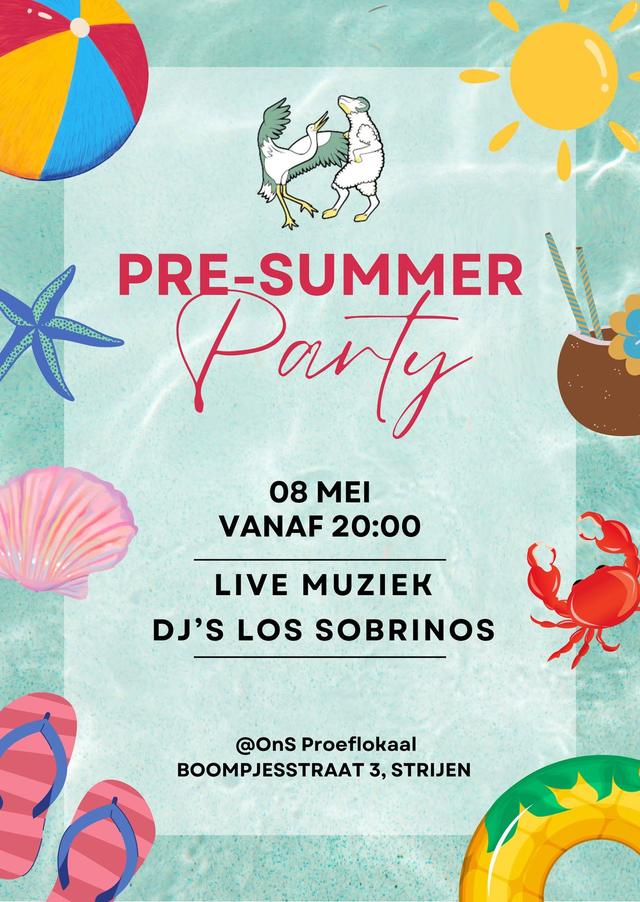 PRE-SUMMER
Party
08 MEI
VANAF 20:00
LIVE MUZIEK
DJ'S LOS SOBRINOS
@OnS Proeflokaal
BOOMPJESSTRAAT 3, STRIJEN